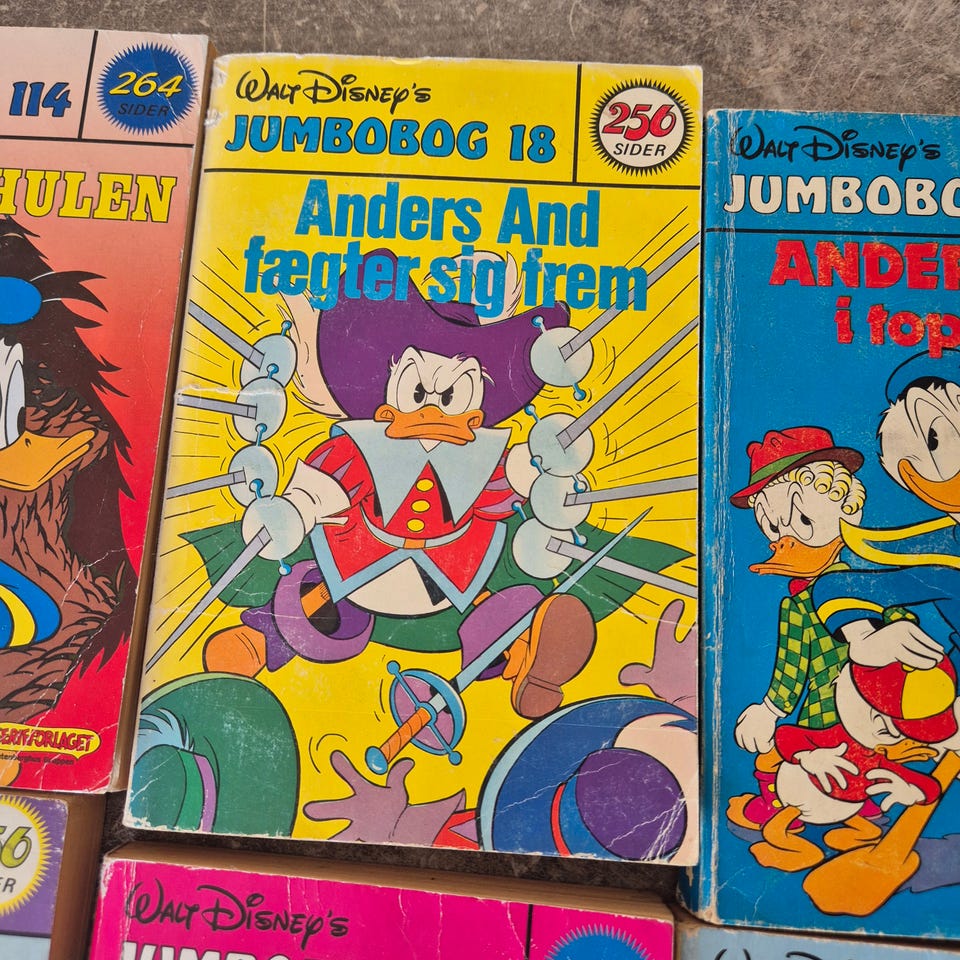 114
264
SIDER
HULEN
Walt Disney's
JUMBOBOG 18
256
SIDER
Anders And
fægter sig frem
Walt Disney's
JUMBOBO
ANDER
i top
Walt Disney's